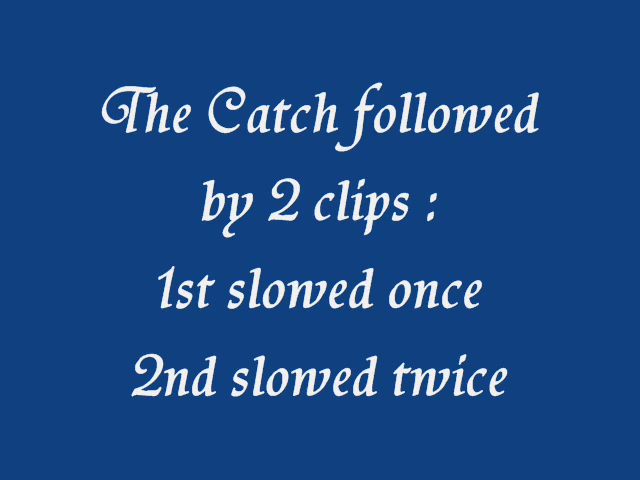 The Catch followed
by 2 clips :
1st slowed once
2nd slowed twice